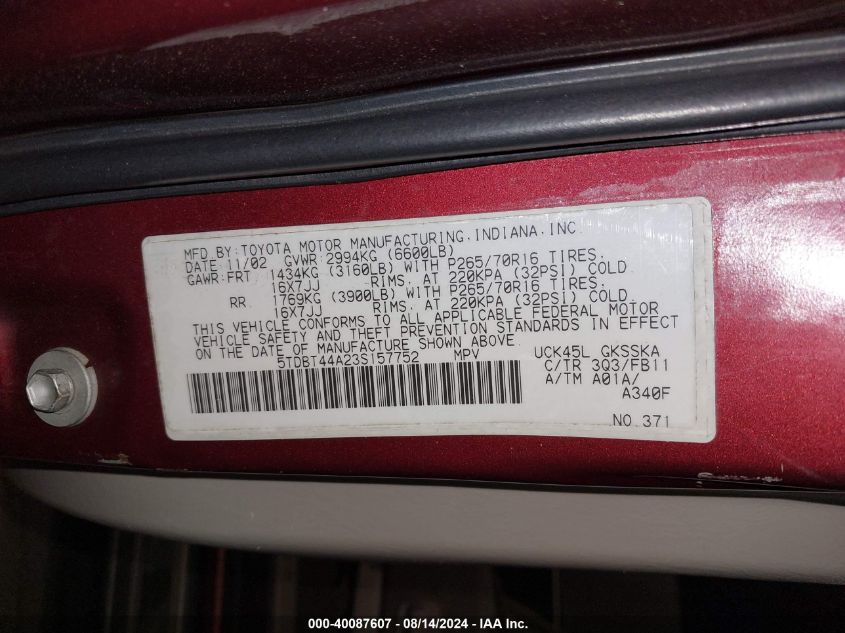 MFD.BY:TOYOTA MOTOR MANUFACTURING,INDIANA,INC.
DATE 11/02 GVWR 2994KG (6600LB)
GAWR:FRT 1434KG (3160LB) WITH P265/70R16 TIRES,
16X7JJ RIMS, AT 220KPA (32PSI) COLD
RR 1769KG (3900LB) WITH P265/70R16 TIRES,
16X7JJ RIMS, AT 220KPA (32PSI) COLD
THIS VEHICLE CONFORMS TO ALL APPLICABLE FEDERAL MOTOR
VEHICLE SAFETY AND THEFT PREVENTION STANDARDS IN EFFECT
ON THE DATE OF MANUFACTURE SHOWN ABOVE.
5TDBT44A23S157752 MPV UCK45L GKSSKA
C/TR 3Q3/FB11
A/TM A01A/
A340F
NO.371
000-40087607 - 08/14/2024 - IAA Inc.